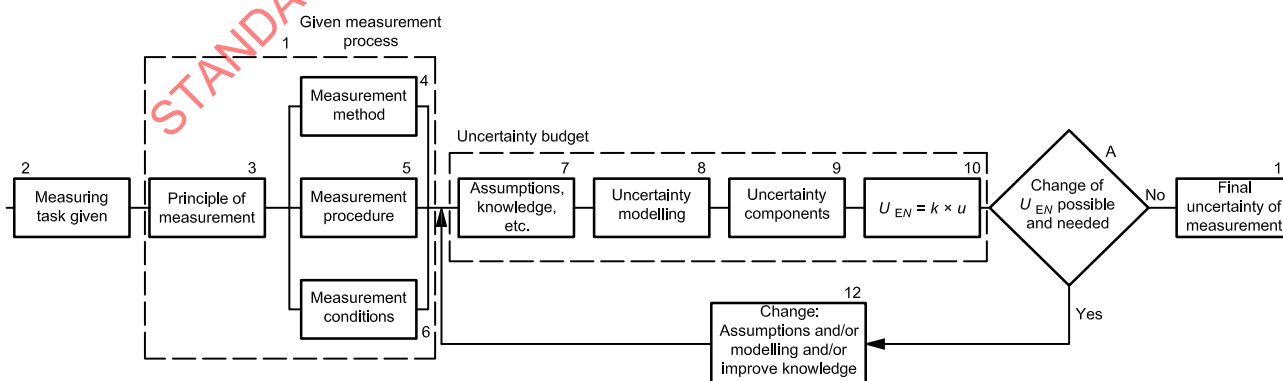 STANDA
Given measurement
process
1
4
Measurement
method
Uncertainty budget
2
Measuring
task given
3
Principle of
measurement
5
Measurement
procedure
7
Assumptions,
knowledge,
etc.
8
Uncertainty
modelling
9
Uncertainty
components
10
U EN = k × u
A
Change of
U EN possible
and needed
No
1
Final
uncertainty of
measurement
Measurement
conditions
6
Yes
12
Change:
Assumptions and/or
modelling and/or
improve knowledge